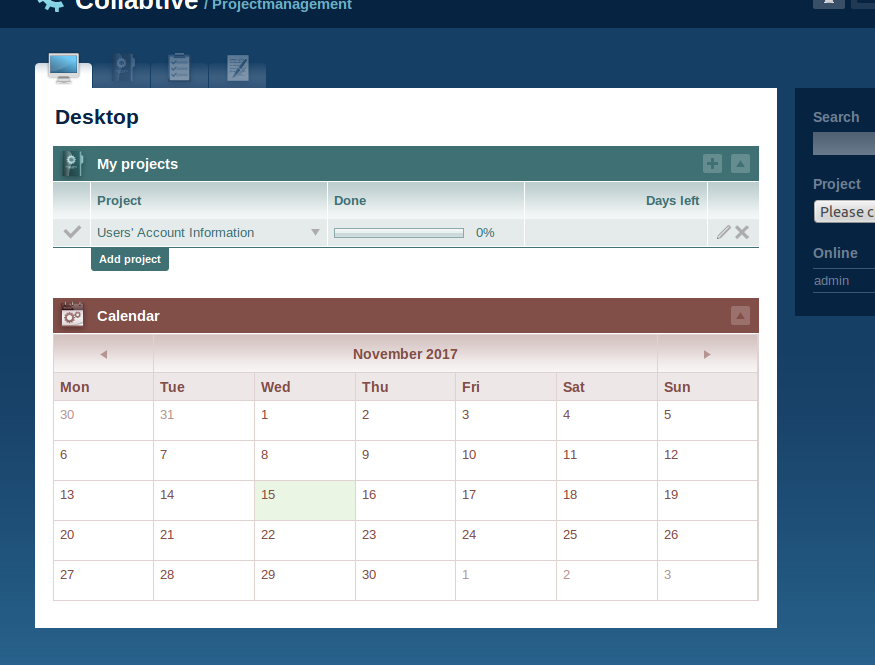 Collabtive / Projectmanagement
Desktop
Search
My projects
Project Done Days left
Project
Users' Account Information 0%
Please c
Add project
Online
admin
Calendar
November 2017
Mon Tue Wed Thu Fri Sat Sun
30 31 1 2 3 4 5
6 7 8 9 10 11 12
13 14 15 16 17 18 19
20 21 22 23 24 25 26
27 28 29 30 1 2 3